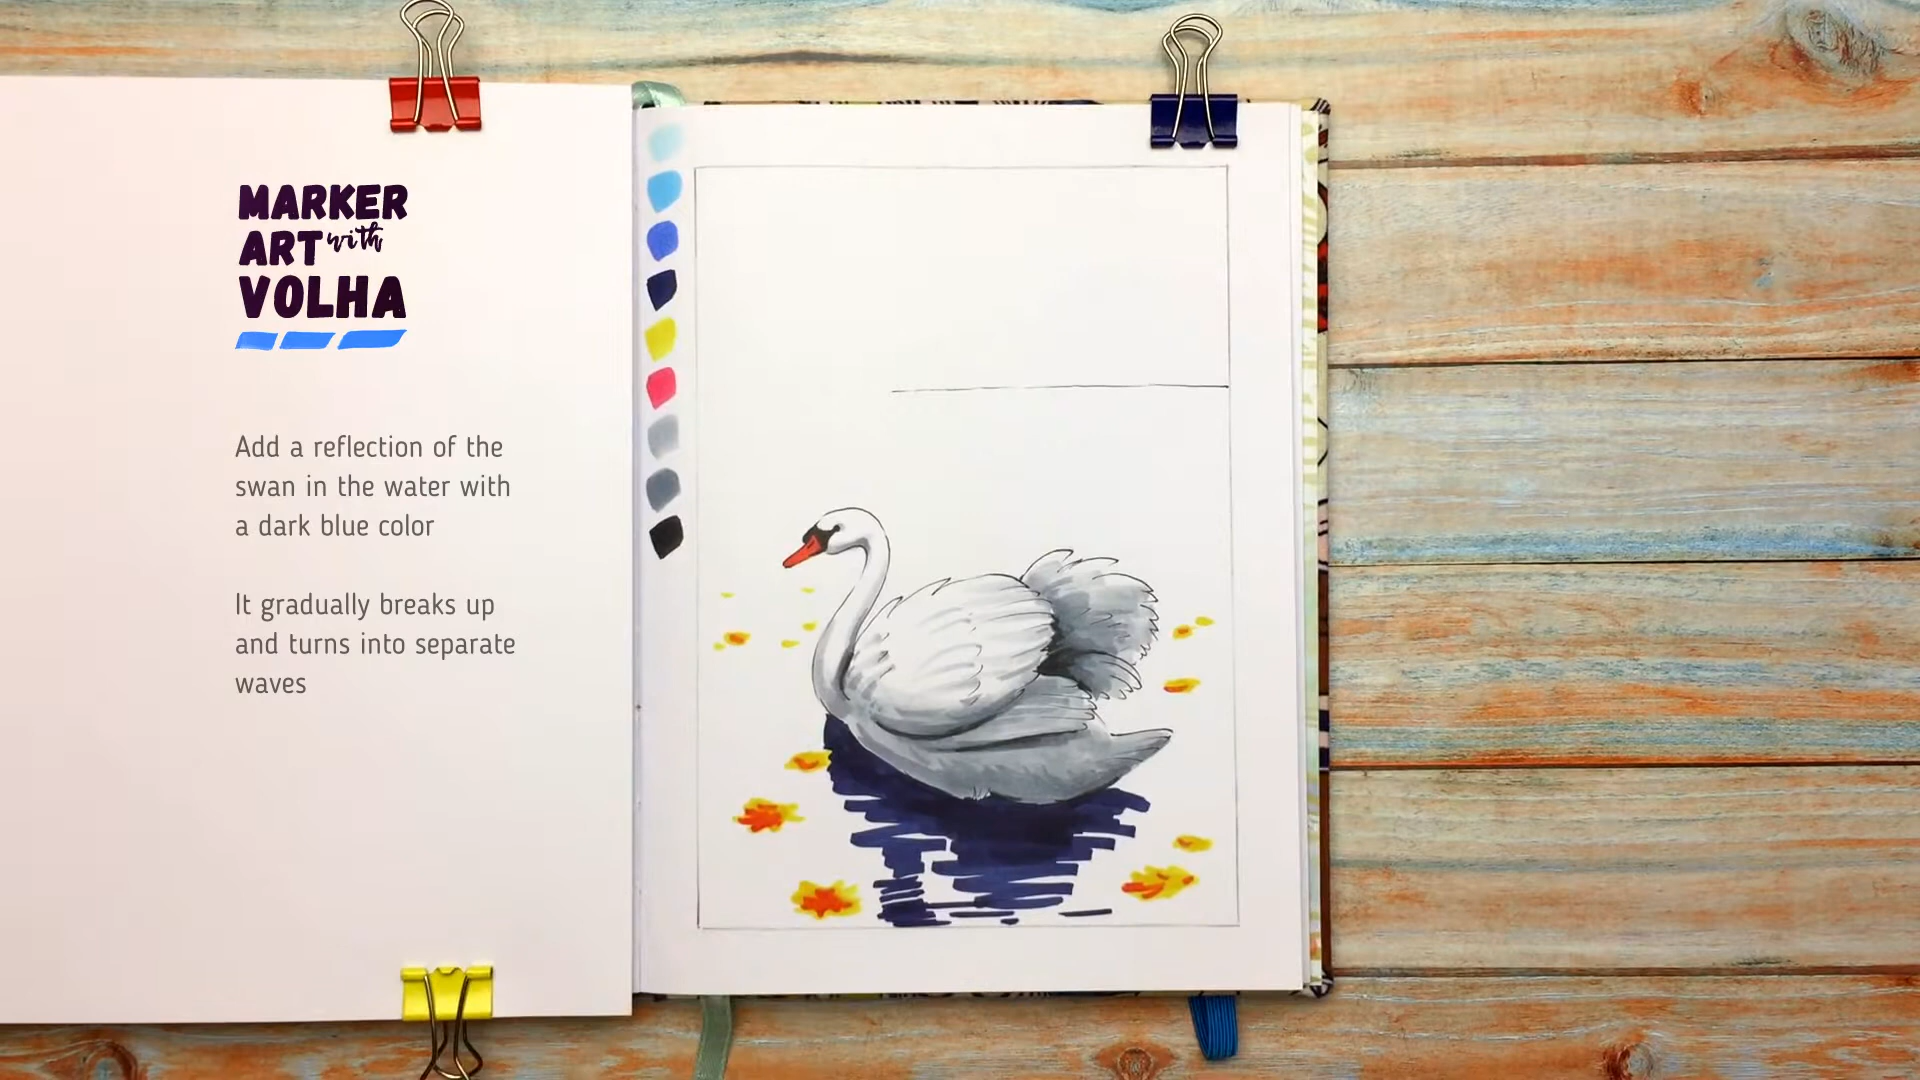 MARKER
ART with
VOLHA
Add a reflection of the
swan in the water with
a dark blue color
It gradually breaks up
and turns into separate
waves